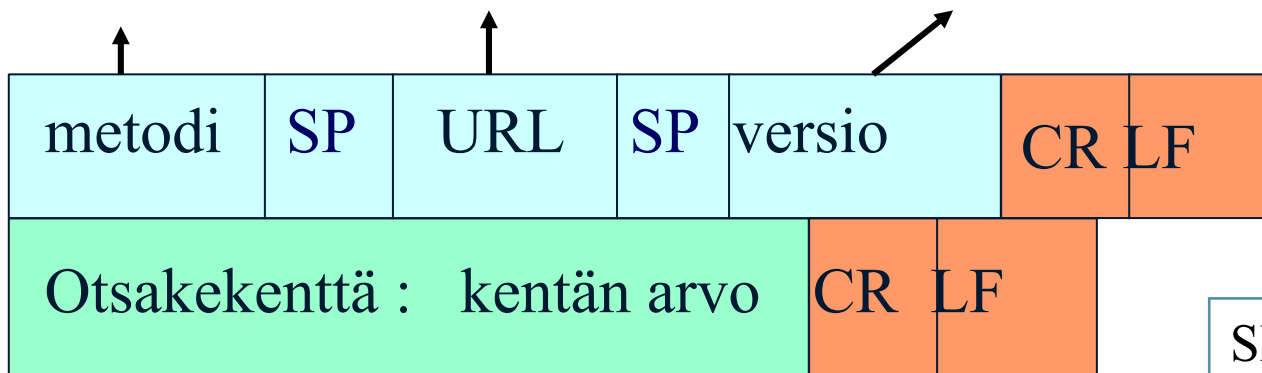 metodi SP URL SP versio CR LF
Otsakekenttä : kentän arvo CR LF